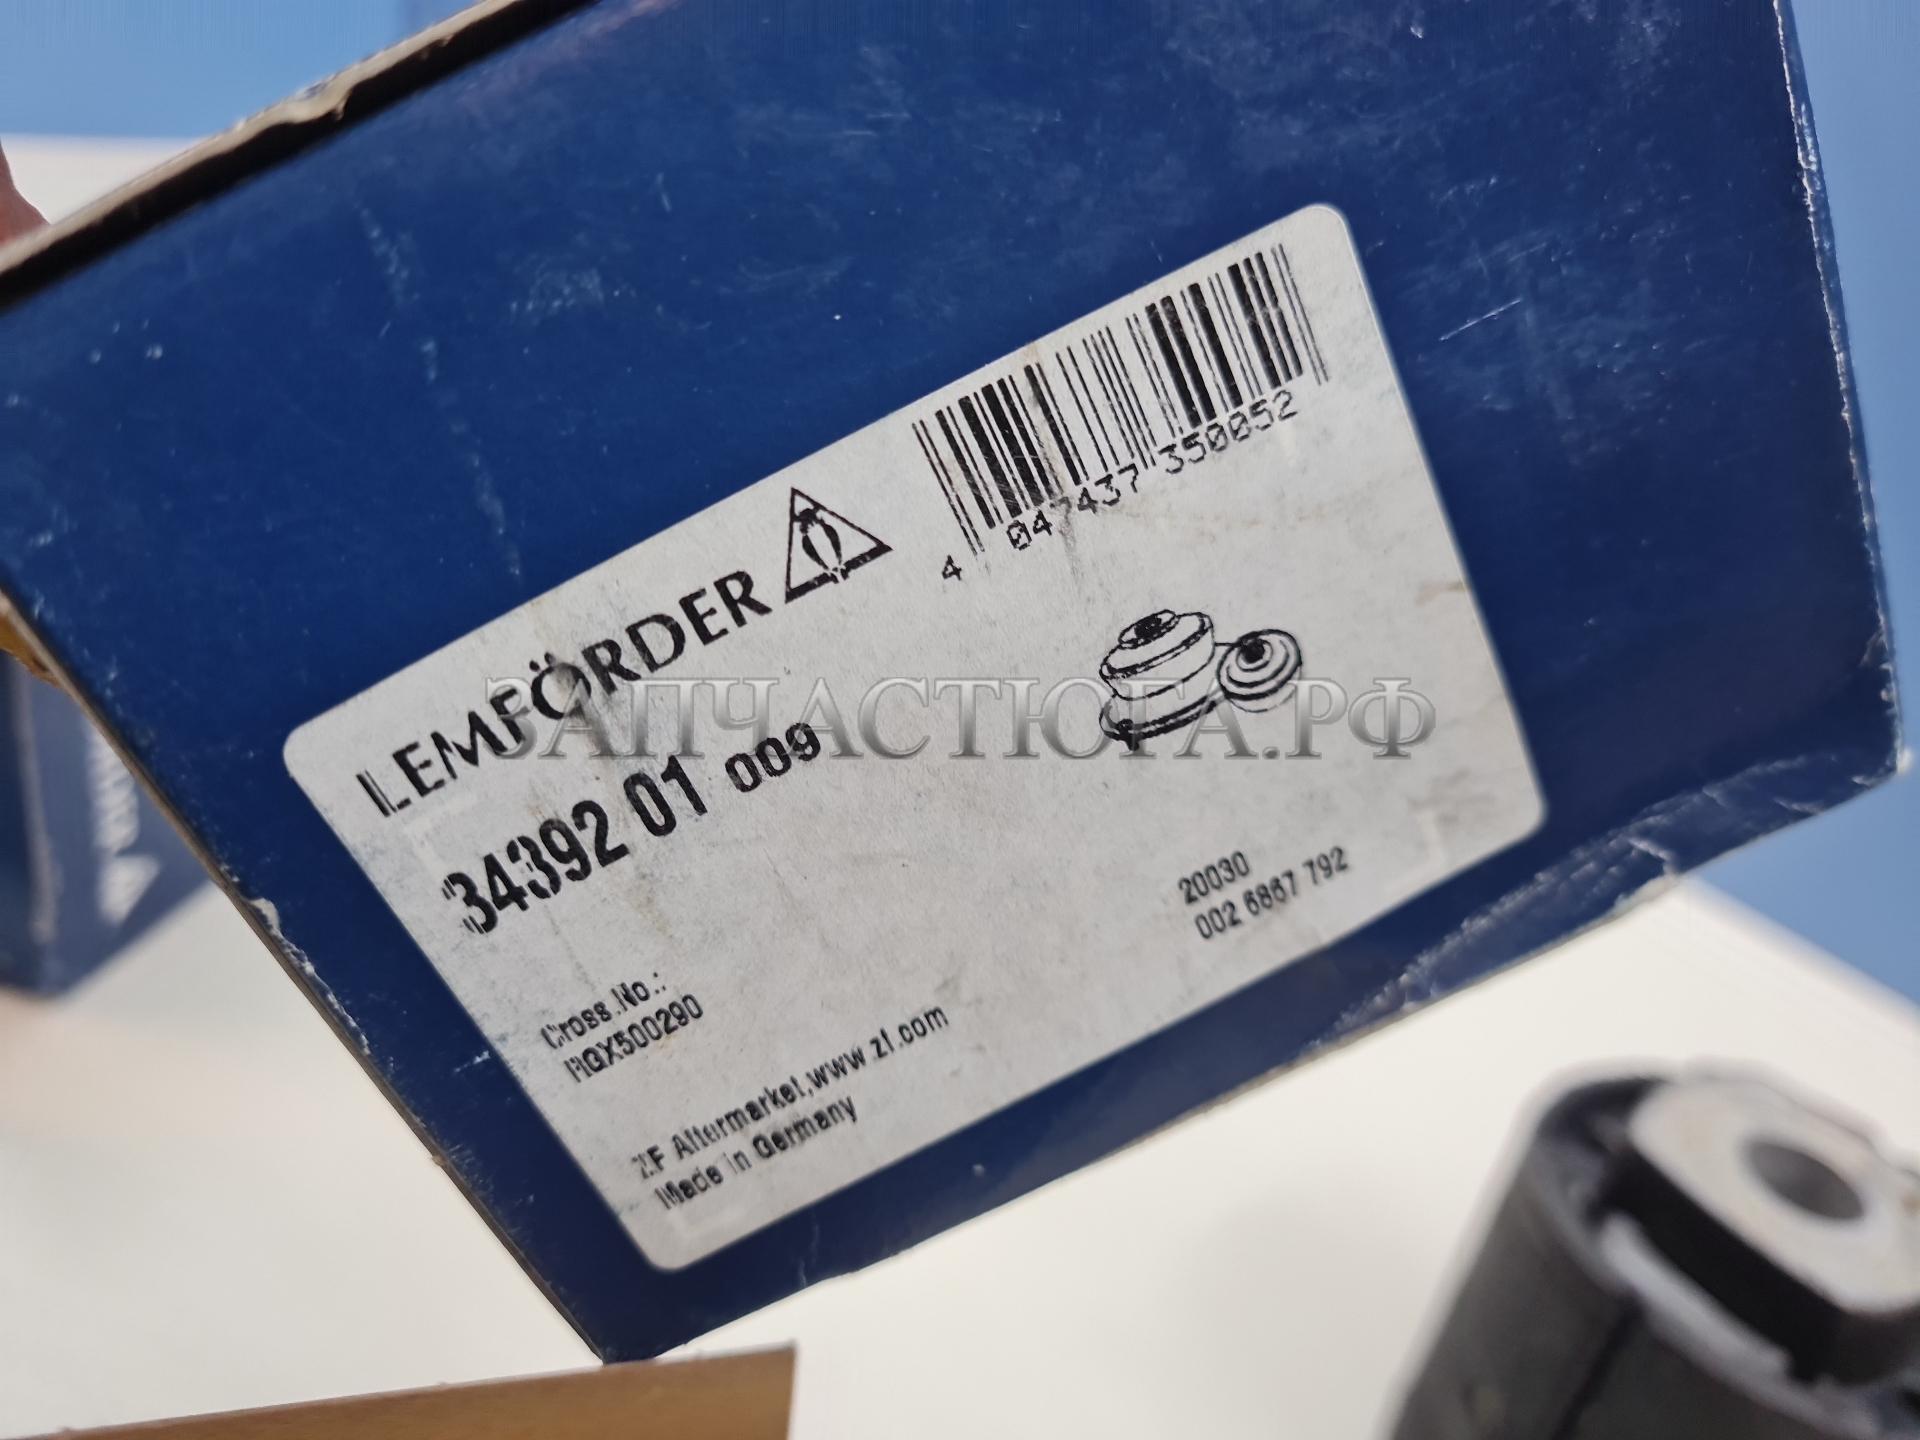 4 047437 350052
LEMFÖRDER
34392 01 009
ЗАПЧАСТЮГА.РФ
20030
002 6867 792
Cross.No.:
RGX500290
ZF Aftermarket,www.zf.com
Made in Germany